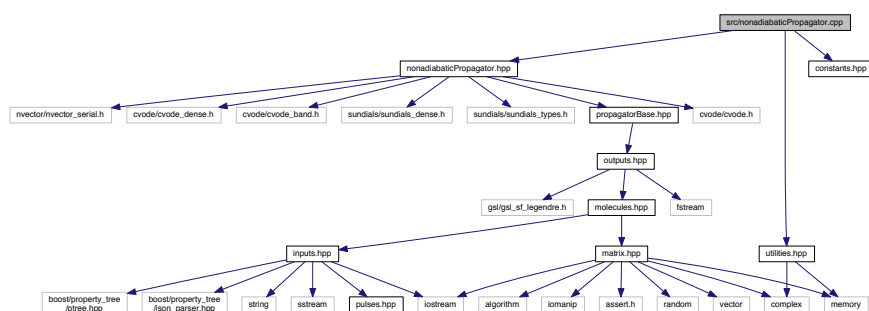 src/nonadiabaticPropagator.cpp
nonadiabaticPropagator.hpp
constants.hpp
nvector/nvector_serial.h
cvode/cvode_dense.h
cvode/cvode_band.h
sundials/sundials_dense.h
sundials/sundials_types.h
propagatorBase.hpp
cvode/cvode.h
outputs.hpp
gsl/gsl_sf_legendre.h
molecules.hpp
fstream
inputs.hpp
matrix.hpp
utilities.hpp
boost/property_tree
/ptree.hpp
boost/property_tree
/json_parser.hpp
string
sstream
pulses.hpp
iostream
algorithm
iomanip
assert.h
random
vector
complex
memory